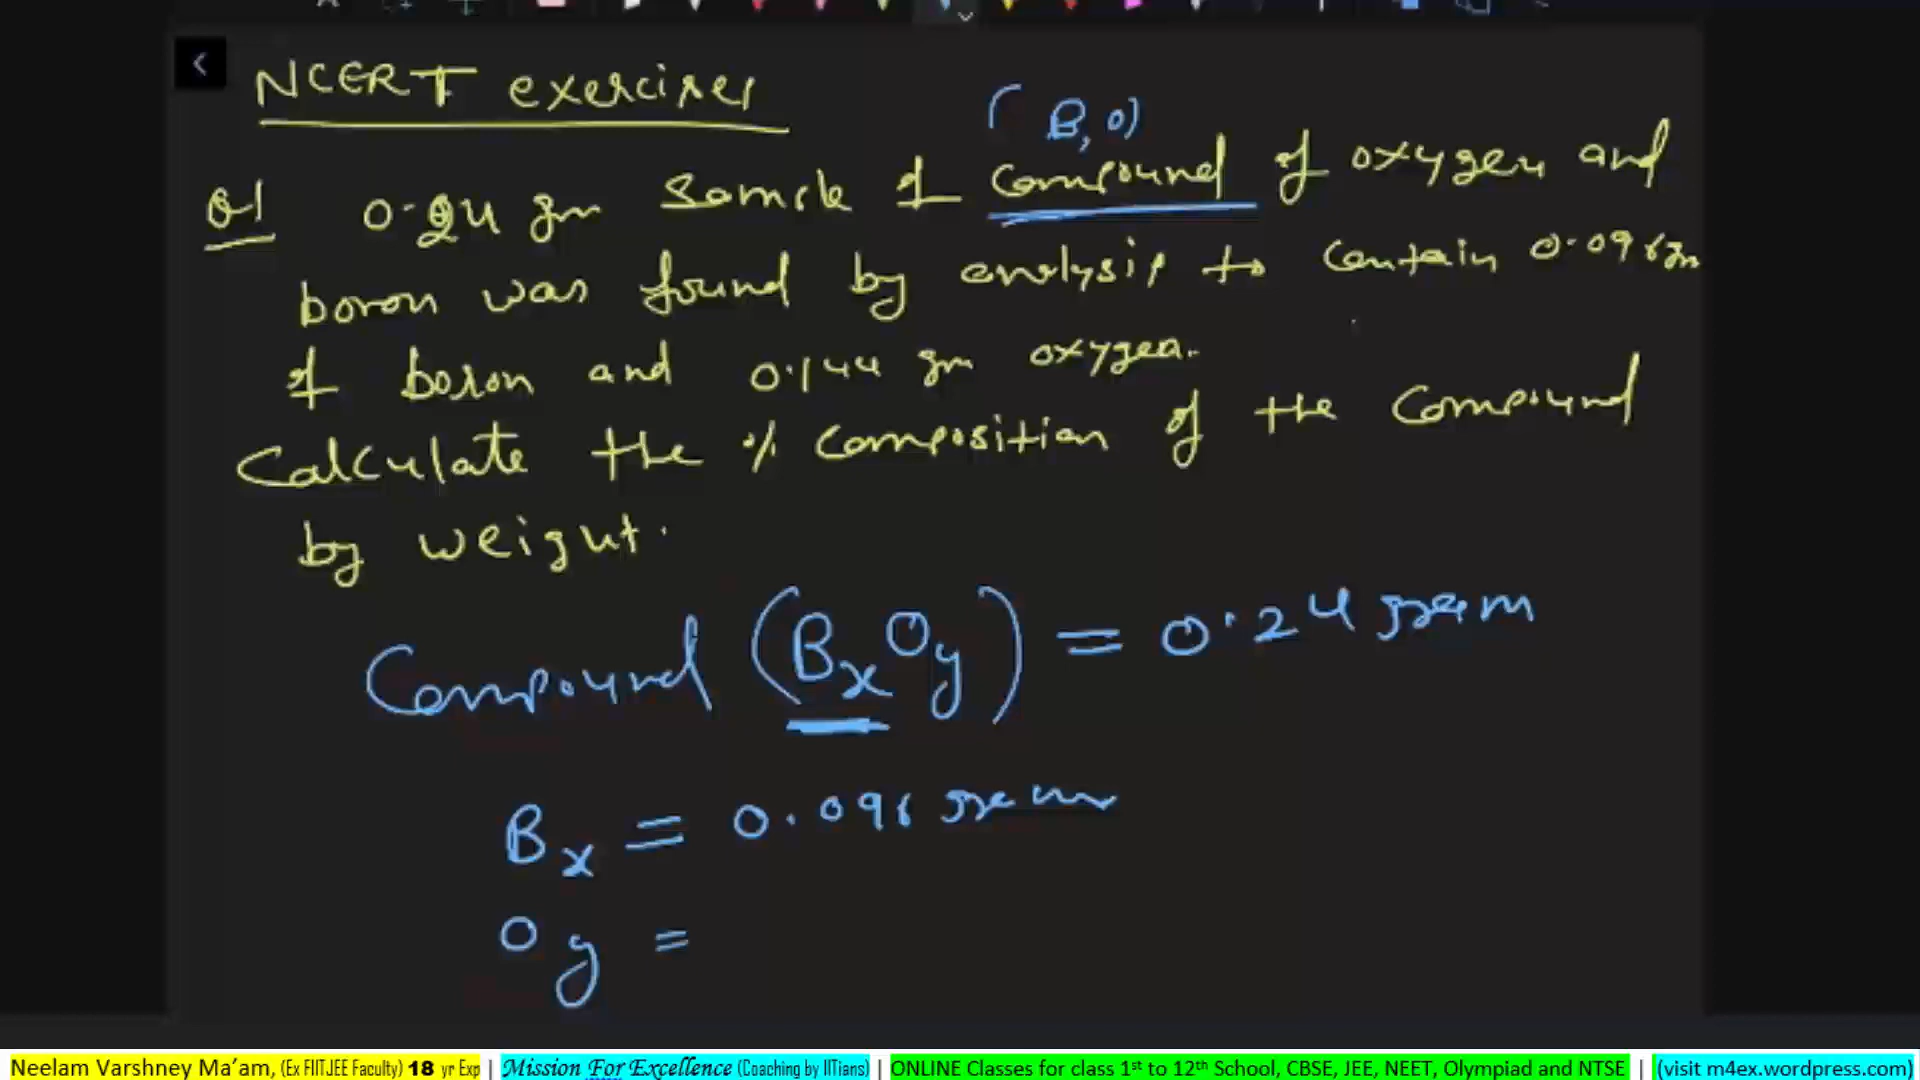 NCERT exercises
(B,O)
Q1 0.24 gm sample of compound of oxygen and
boron was found by analysis to contain 0.096gm
of boron and 0.144 gm oxygen.
Calculate the % composition of the compound
by weight.
Compound (BxOy) = 0.24 gram
Bx = 0.096 gram
Oy =
Neelam Varshney Ma'am, (Ex FIITJEE Faculty) 18 yr Exp | Mission For Excellence (Coaching by IITians) | ONLINE Classes for class 1st to 12th School, CBSE, JEE, NEET, Olympiad and NTSE | (visit m4ex.wordpress.com)